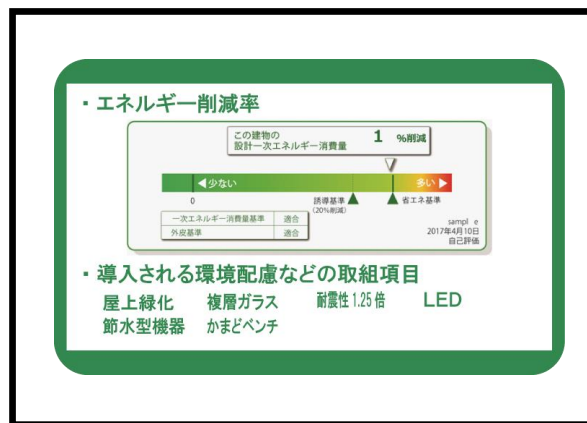 ・エネルギー削減率
この建物の
設計一次エネルギー消費量 1 %削減
◀少ない 多い▶
0 誘導基準▲ ▲省エネ基準
(20%削減)
一次エネルギー消費量基準 適合
外皮基準 適合
sampl e
2017年4月10日
自己評価
・導入される環境配慮などの取組項目
屋上緑化 複層ガラス 耐震性1.25倍 LED
節水型機器 かまどベンチ